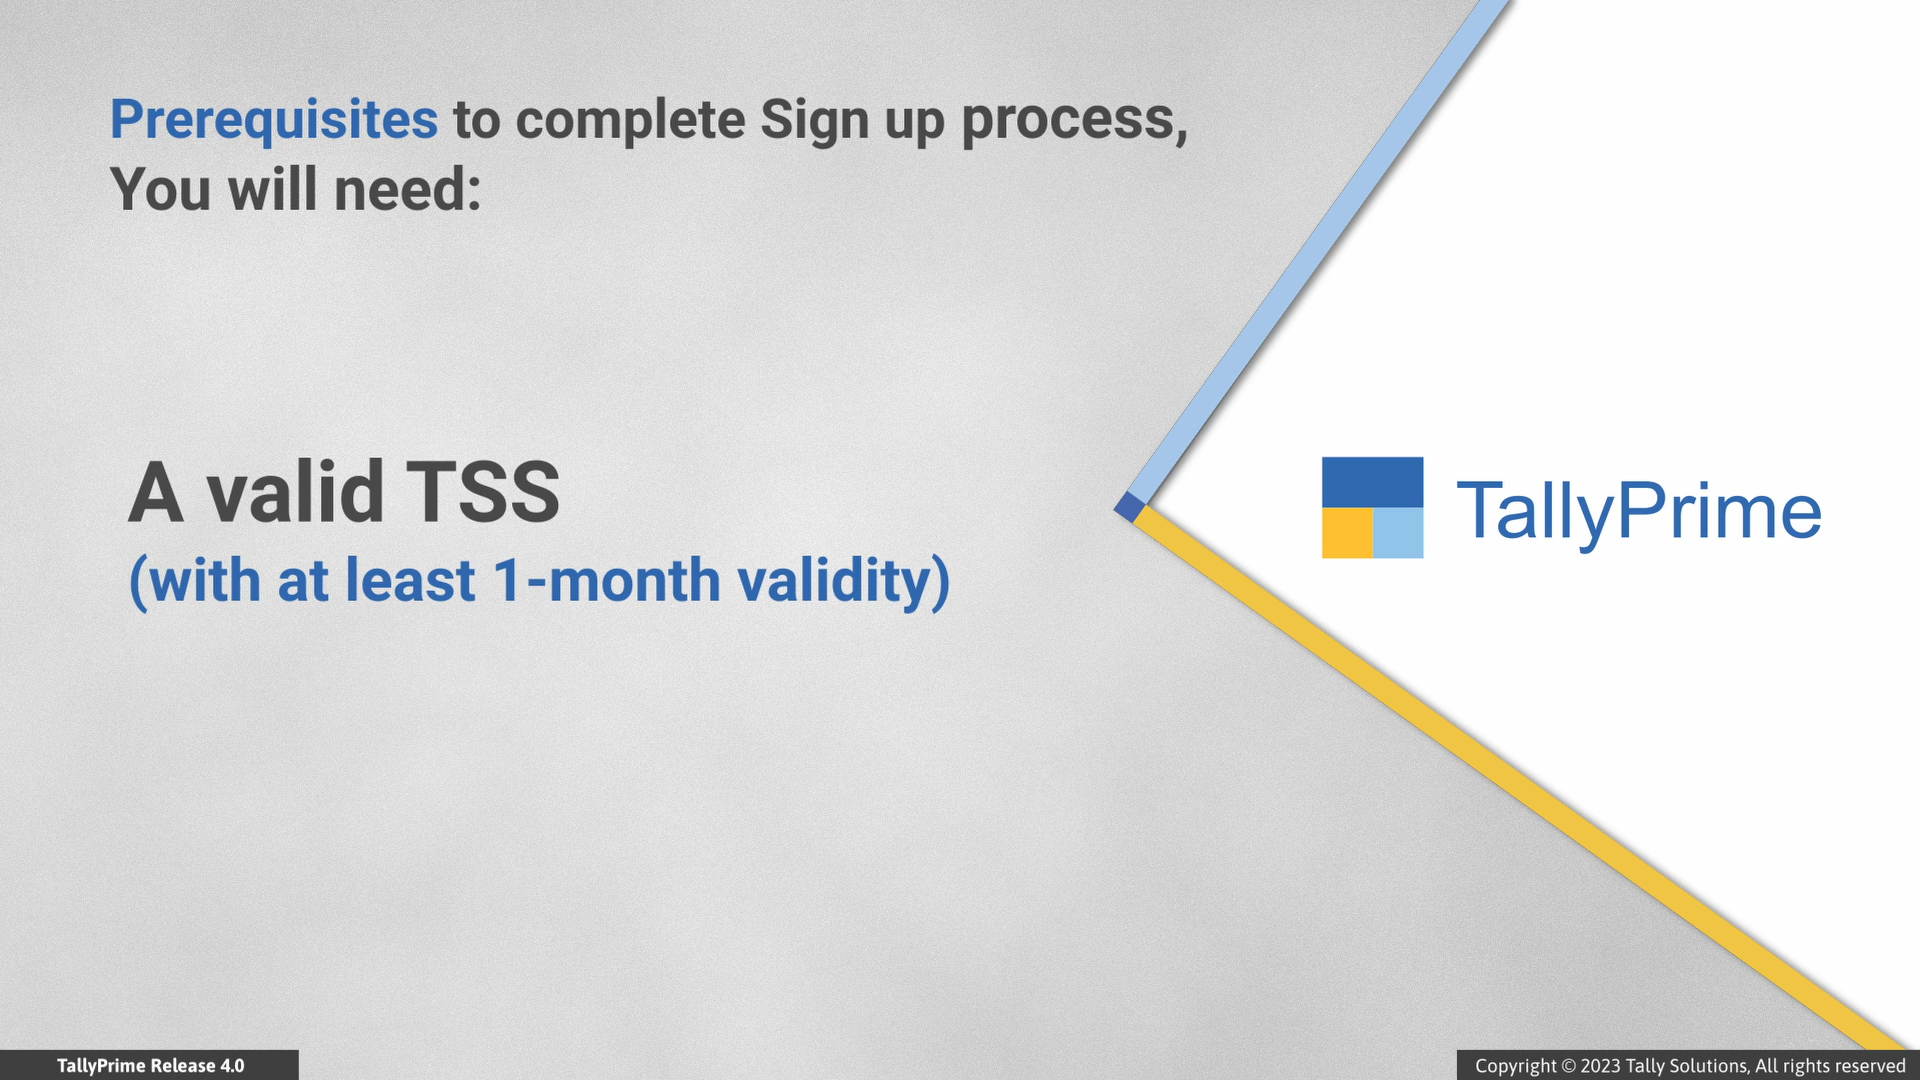 Prerequisites to complete Sign up process,
You will need:
A valid TSS
(with at least 1-month validity)
TallyPrime
TallyPrime Release 4.0
Copyright © 2023 Tally Solutions, All rights reserved